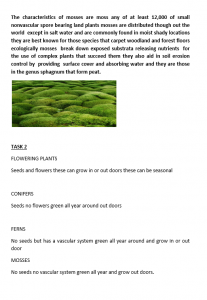 The characteristics of mosses are moss any of at least 12,000 of small
nonvascular spore bearing land plants mosses are distributed though out the
world except in salt water and are commonly found in moist shady locations
they are best known for those species that carpet woodland and forest floors
ecologically mosses break down exposed substrata releasing nutrients for
the use of complex plants that succeed them they also aid in soil erosion
control by providing surface cover and absorbing water and they are those
in the genus sphagnum that form peat.
TASK 2
FLOWERING PLANTS
Seeds and flowers these can grow in or out doors these can be seasonal
CONIFERS
Seeds no flowers green all year around out doors
FERNS
No seeds but has a vascular system green all year around and grow in or out
door
MOSSES
No seeds no vascular system green all year and grow out doors.